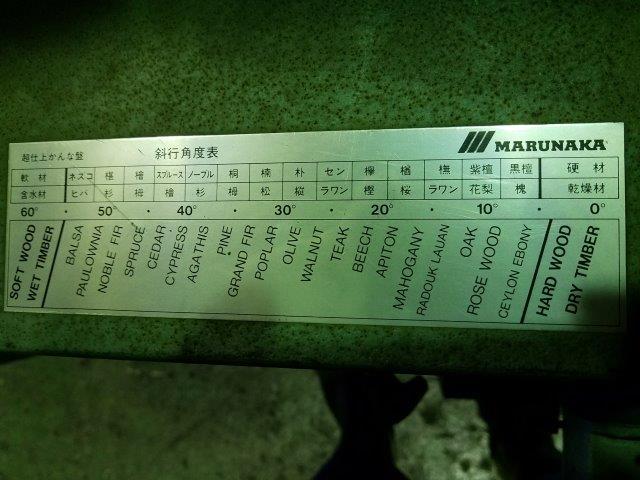 超仕上かんな盤 斜行角度表 MARUNAKA
軟材 ネズコ 椹 檜 スプルース ノーブル 桐 楠 朴 セン 欅 楢 橅 紫檀 黒檀 硬材
含水材 ヒバ 杉 栂 檜 杉 栂 松 樅 ラワン 樫 桜 ラワン 花梨 槐 乾燥材
60° · 50° · 40° · 30° · 20° · 10° · 0°
SOFT WOOD
WET TIMBER
BALSA
PAULOWNIA
NOBLE FIR
SPRUCE
CEDAR
CYPRESS
AGATHIS
PINE
GRAND FIR
POPLAR
OLIVE
WALNUT
TEAK
BEECH
APITON
MAHOGANY
RADOUK LAUAN
OAK
ROSE WOOD
CEYLON EBONY
HARD WOOD
DRY TIMBER